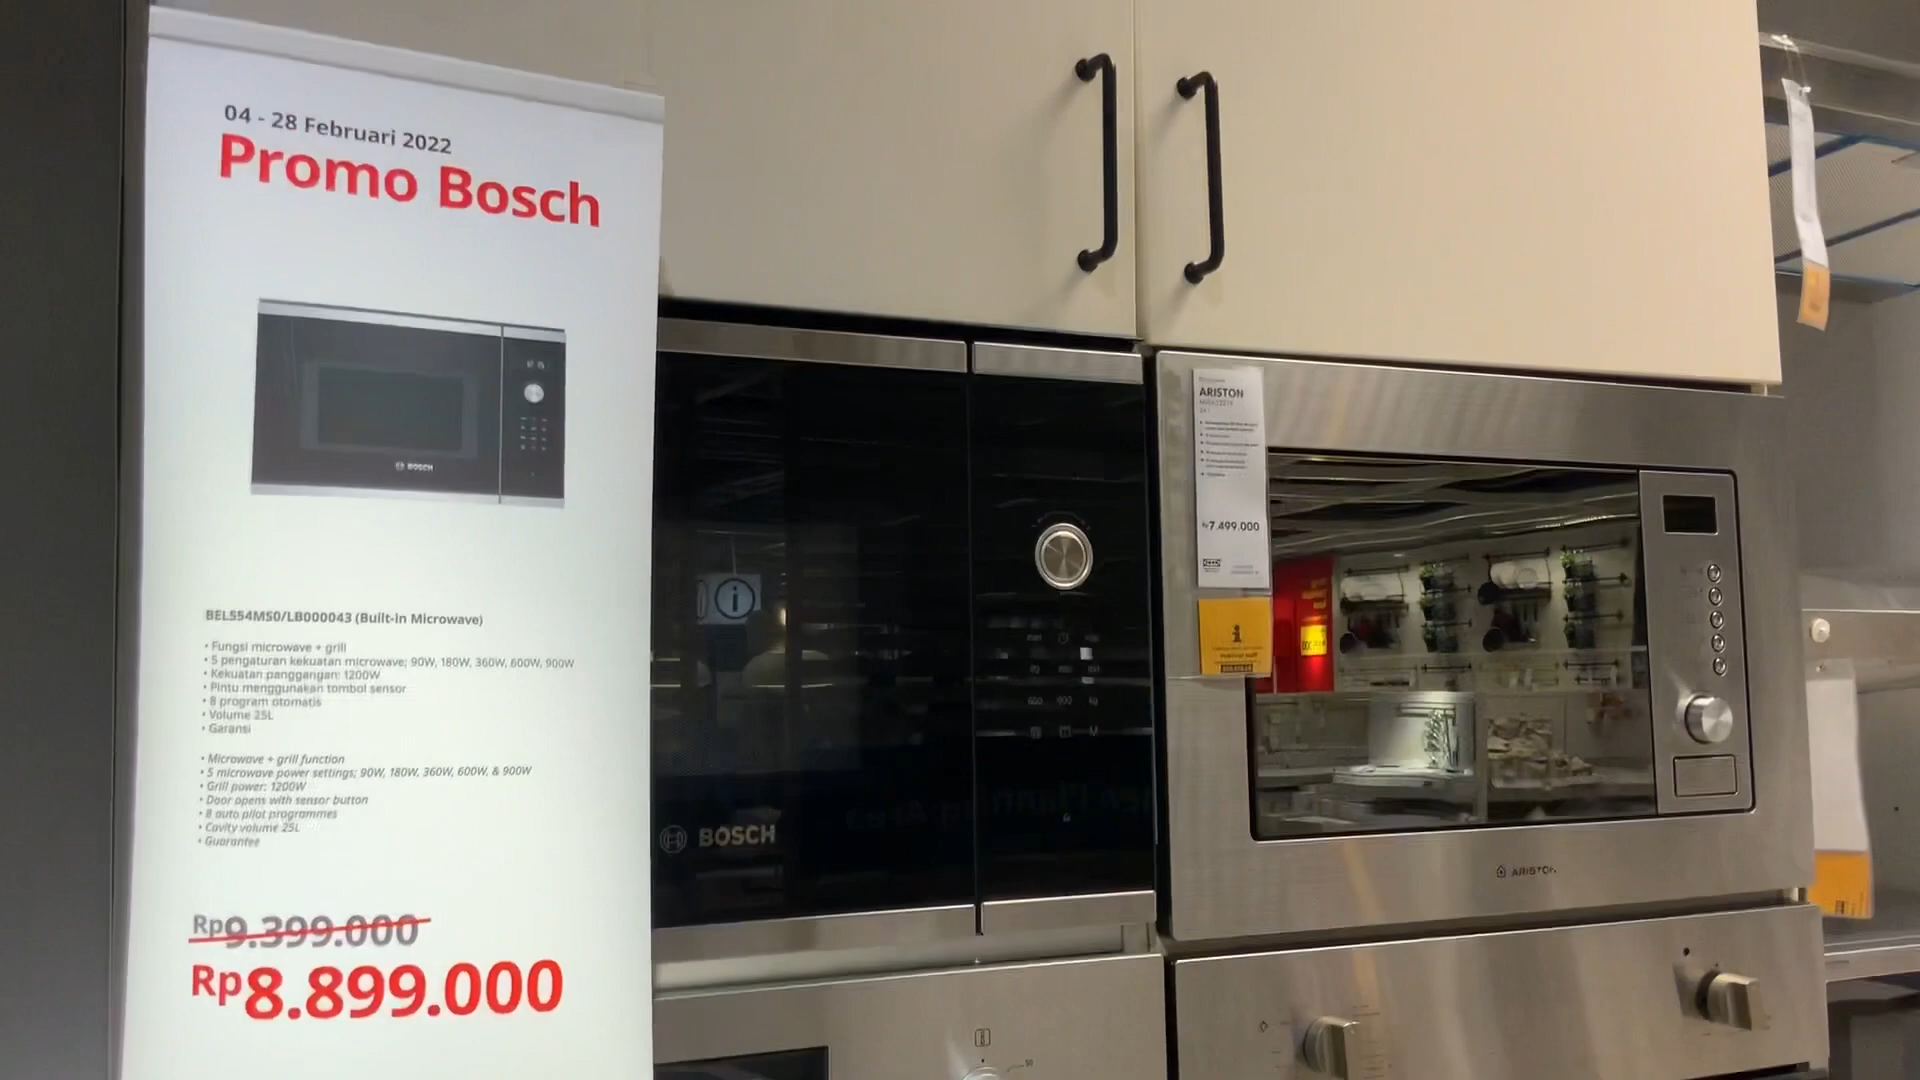 04 - 28 Februari 2022
Promo Bosch
BOSCH
BEL554MS0/LB000043 (Built-in Microwave)
• Fungsi microwave + grill
• 5 pengaturan kekuatan microwave; 90W, 180W, 360W, 600W, 900W
• Kekuatan panggangan: 1200W
• Pintu menggunakan tombol sensor
• 8 program otomatis
• Volume 25L
• Garansi
• Microwave + grill function
• 5 microwave power settings; 90W, 180W, 360W, 600W, & 900W
• Grill power: 1200W
• Door opens with sensor button
• 8 auto pilot programmes
• Cavity volume 25L
• Guarantee
Rp9.399.000
Rp8.899.000
BOSCH
ARISTON
Rp7.499.000
IKEA
ARISTON